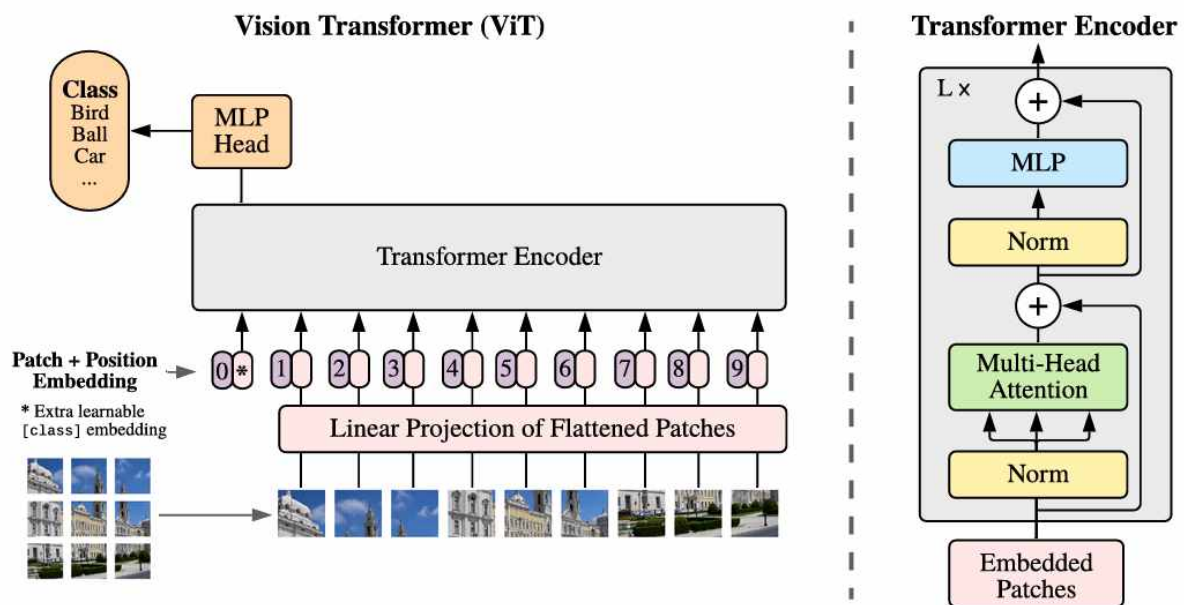 Vision Transformer (ViT)
Class
Bird
Ball
Car
...
MLP
Head
Transformer Encoder
Patch + Position
Embedding
0 * 1 2 3 4 5 6 7 8 9
* Extra learnable
[class] embedding
Linear Projection of Flattened Patches
Transformer Encoder
L ×
+
MLP
Norm
+
Multi-Head
Attention
Norm
Embedded
Patches